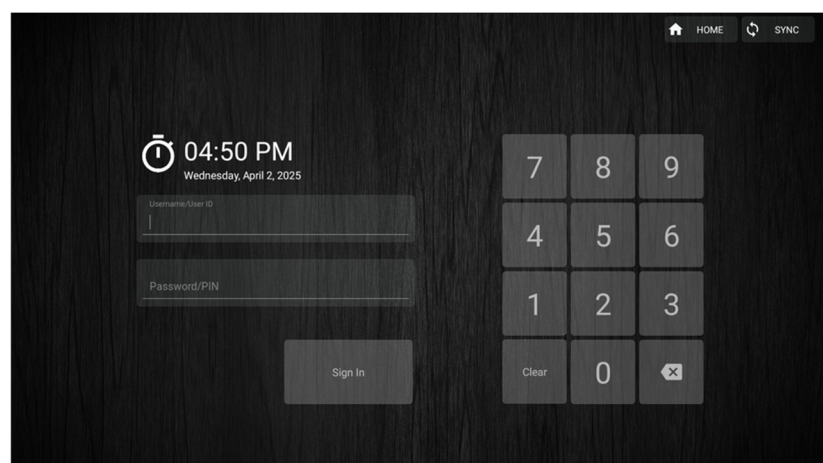 HOME SYNC
04:50 PM
Wednesday, April 2, 2025
Username/User ID
Password/PIN
Sign In
7 8 9
4 5 6
1 2 3
Clear 0